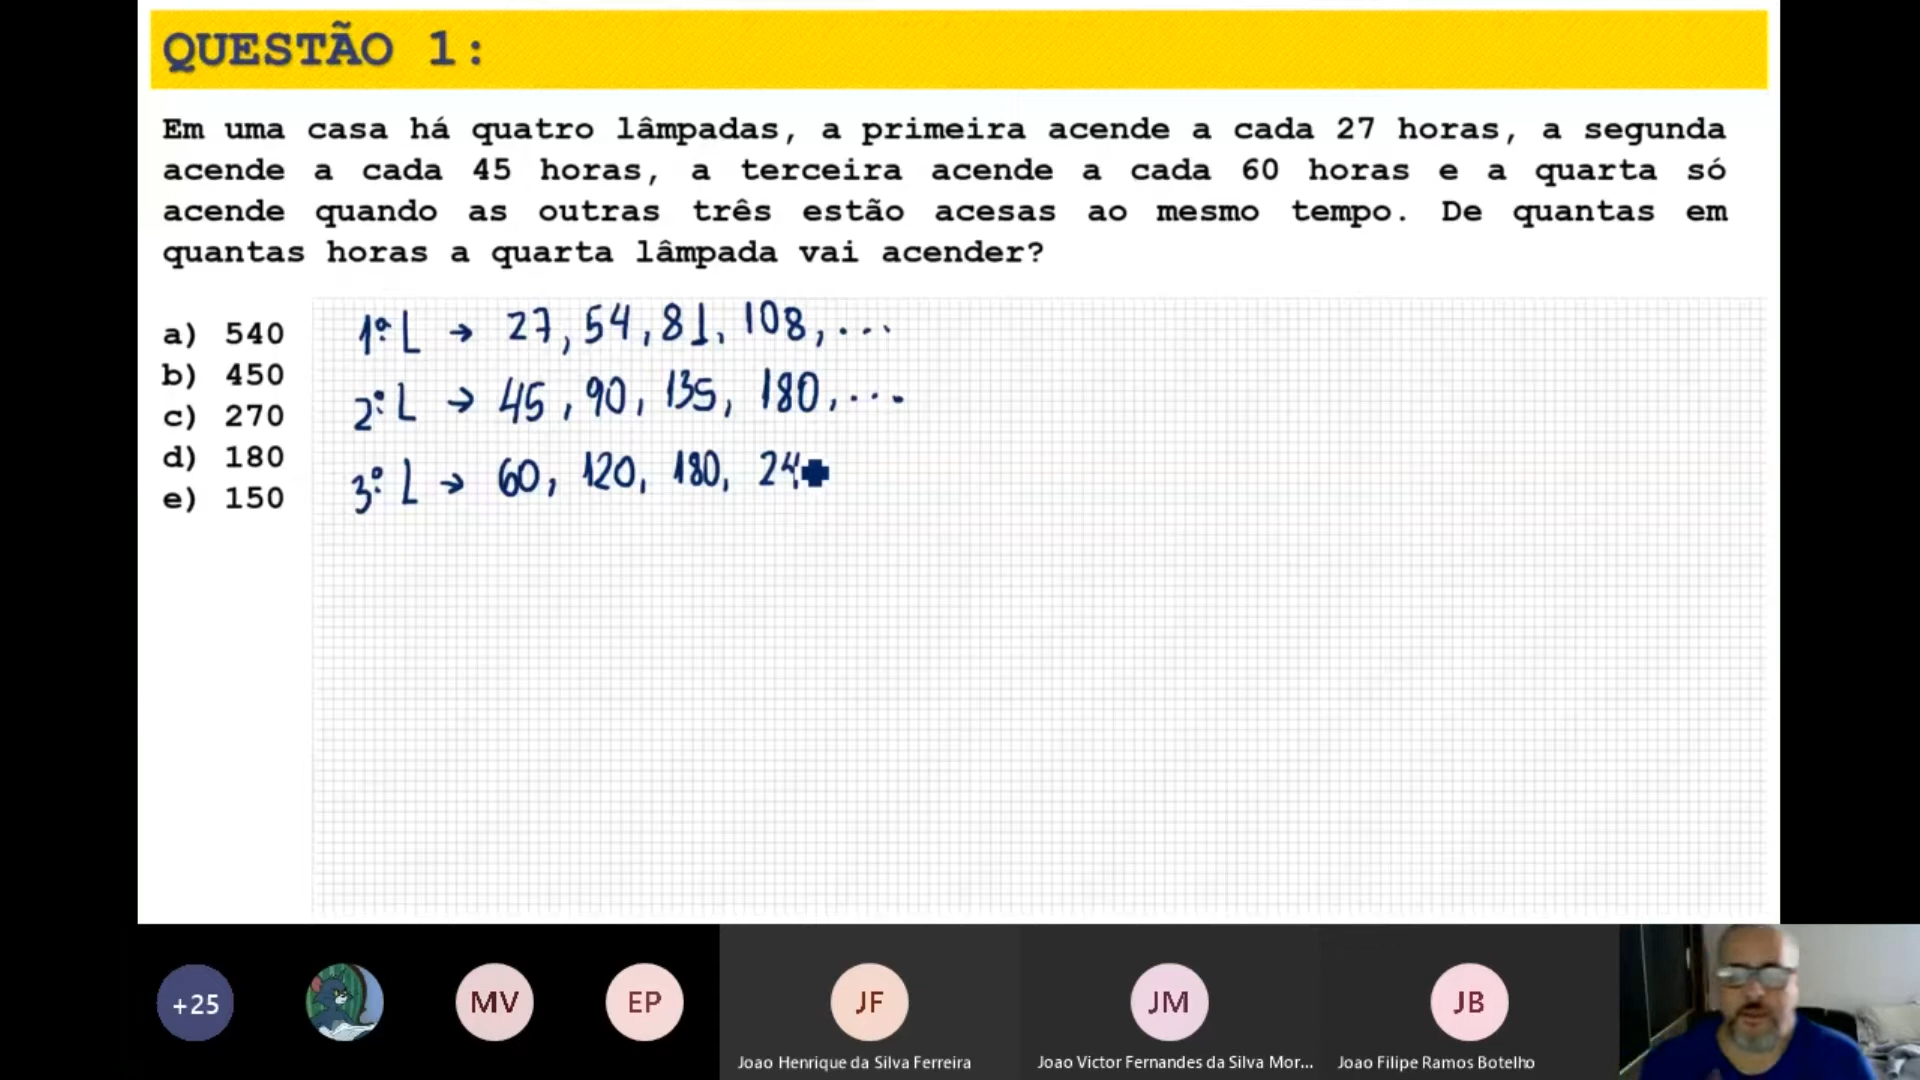 QUESTÃO 1:
Em uma casa há quatro lâmpadas, a primeira acende a cada 27 horas, a segunda
acende a cada 45 horas, a terceira acende a cada 60 horas e a quarta só
acende quando as outras três estão acesas ao mesmo tempo. De quantas em
quantas horas a quarta lâmpada vai acender?
a) 540
b) 450
c) 270
d) 180
e) 150
1ª L → 27, 54, 81, 108, ...
2ª L → 45, 90, 135, 180, ...
3ª L → 60, 120, 180, 24
+25
MV
EP
JF
JM
JB
Joao Henrique da Silva Ferreira
Joao Victor Fernandes da Silva Mor...
Joao Filipe Ramos Botelho